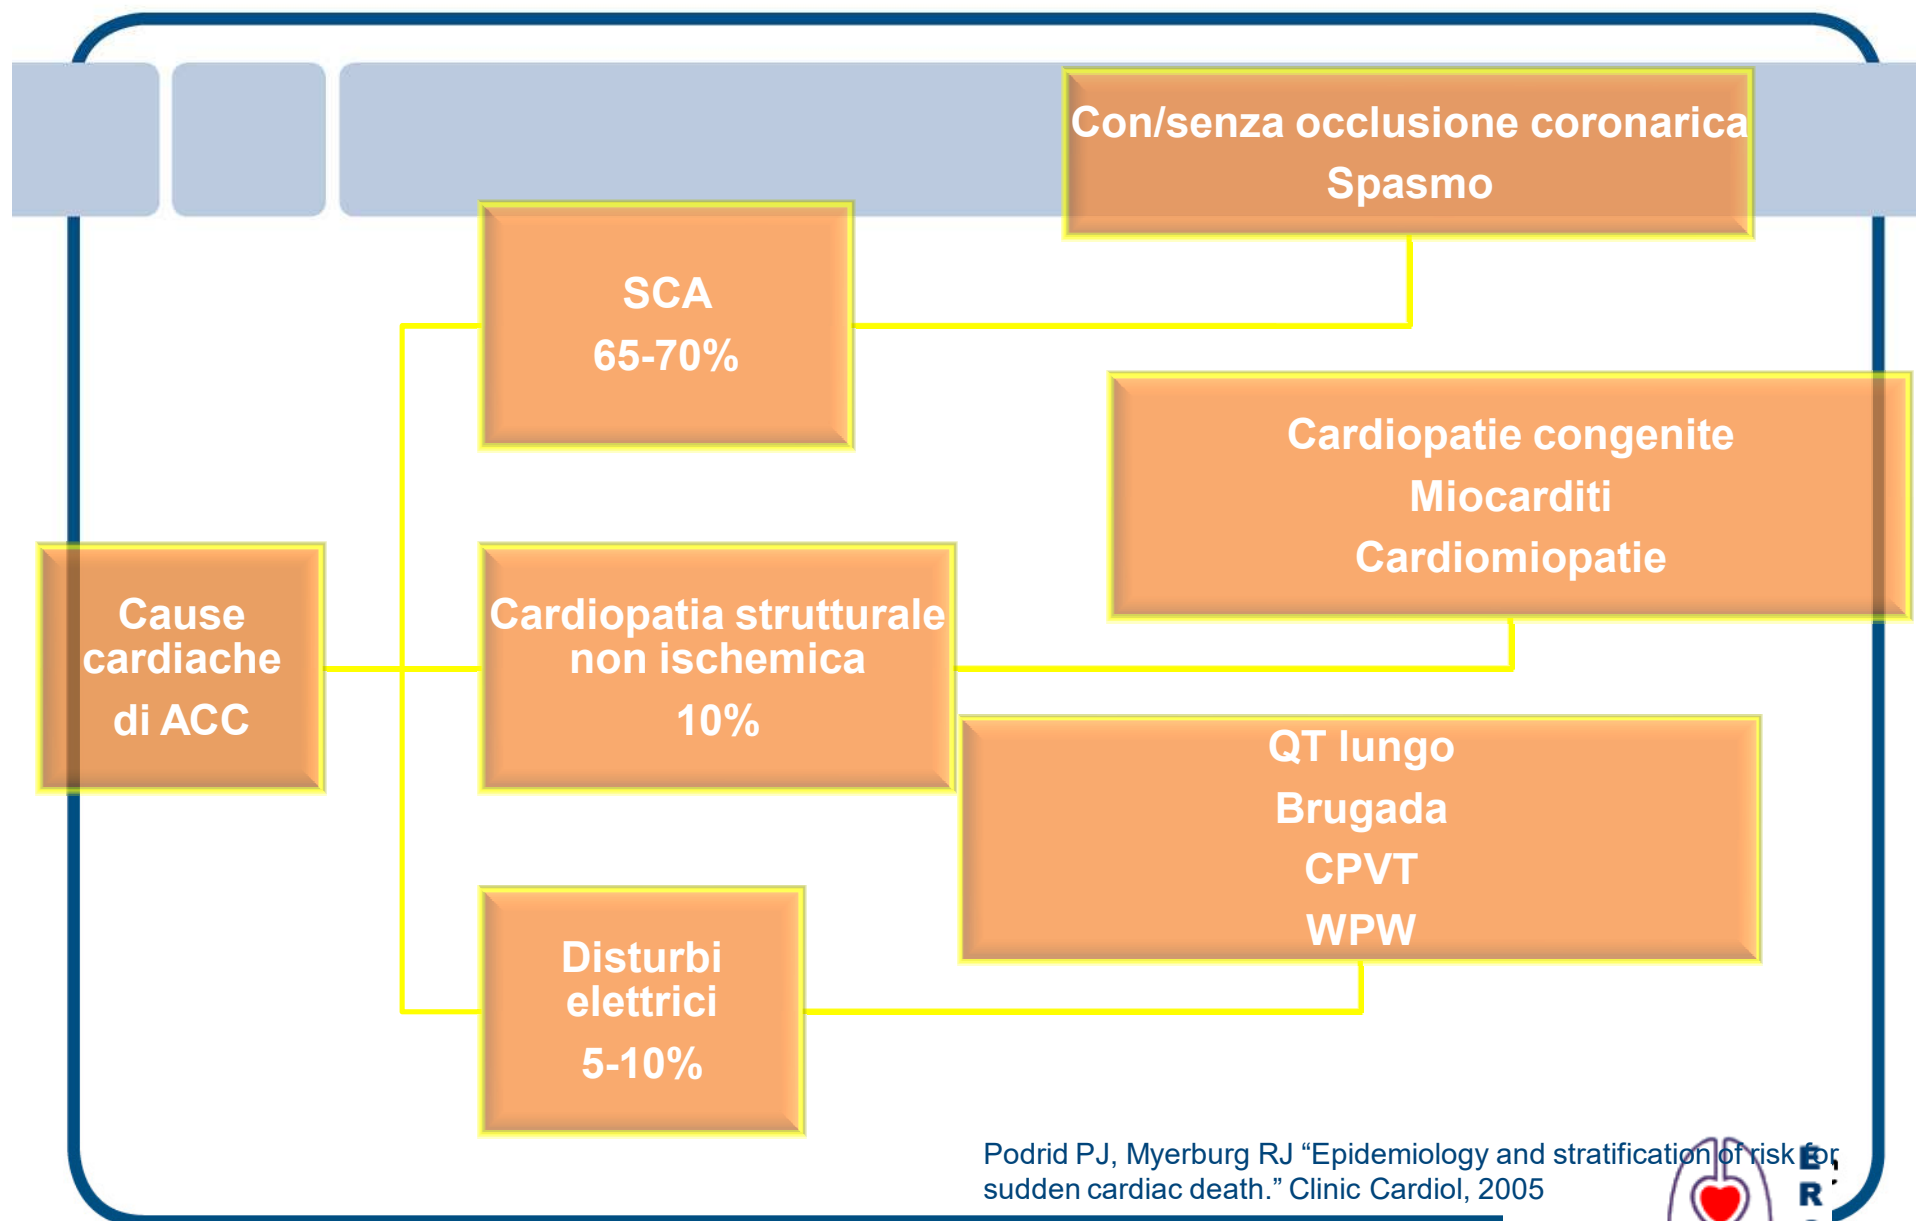 Con/senza occlusione coronarica
Spasmo
SCA
65-70%
Cardiopatie congenite
Miocarditi
Cardiomiopatie
Cause
cardiache
di ACC
Cardiopatia strutturale
non ischemica
10%
QT lungo
Brugada
CPVT
WPW
Disturbi
elettrici
5-10%
Podrid PJ, Myerburg RJ “Epidemiology and stratification of risk for
sudden cardiac death.” Clinic Cardiol, 2005
E
R